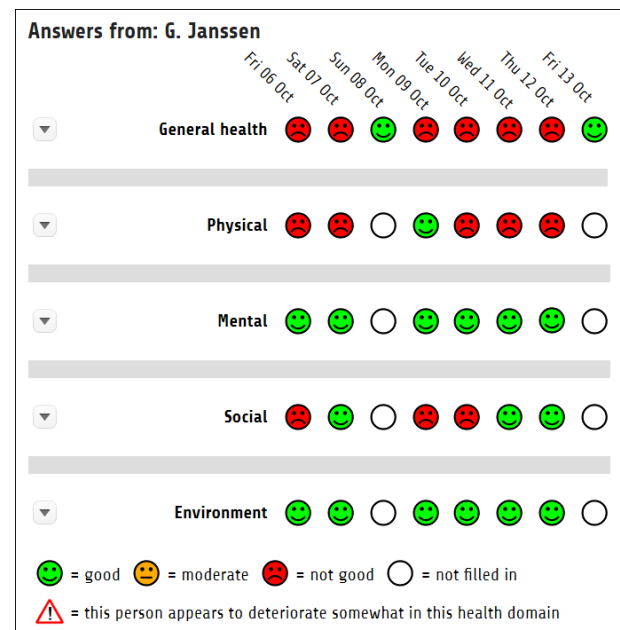 Answers from: G. Janssen
Fri 06 Oct
Sat 07 Oct
Sun 08 Oct
Mon 09 Oct
Tue 10 Oct
Wed 11 Oct
Thu 12 Oct
Fri 13 Oct
General health
Physical
Mental
Social
Environment
= good = moderate = not good = not filled in
= this person appears to deteriorate somewhat in this health domain